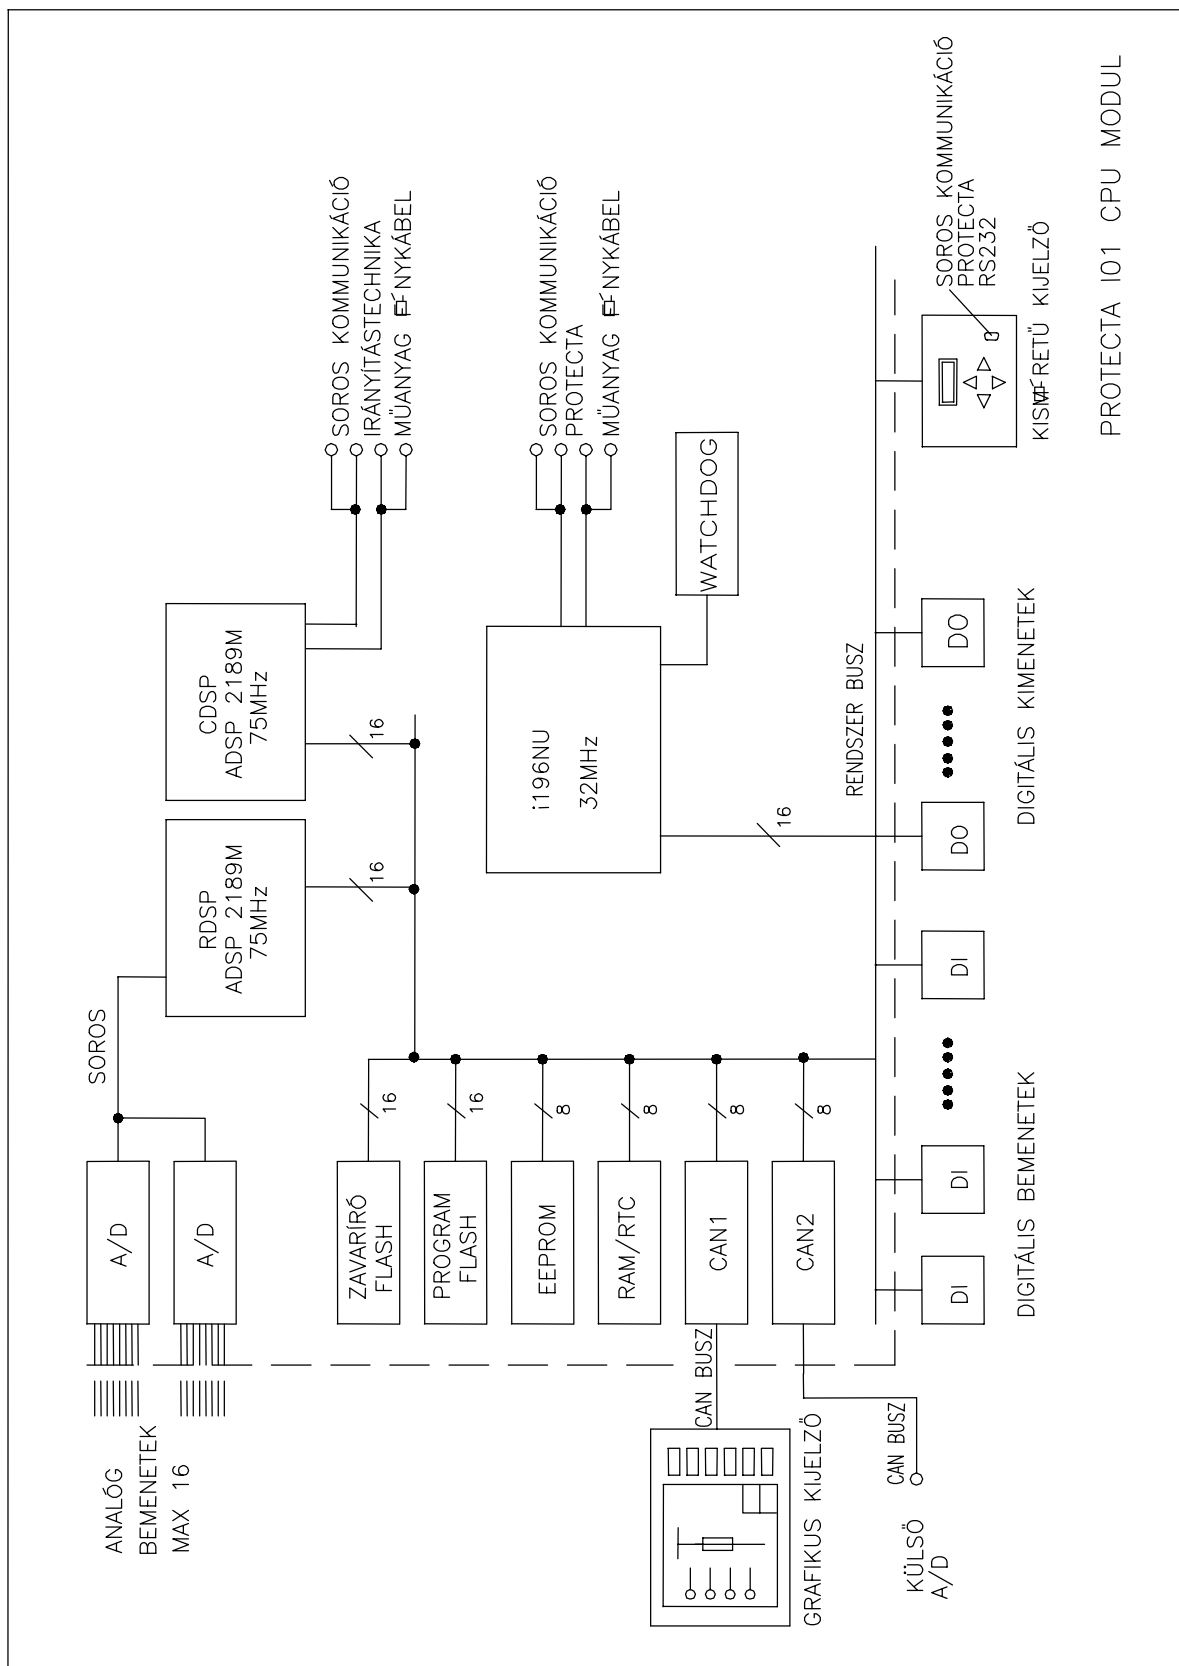 ANALÓG
BEMENETEK
MAX 16
A/D
A/D
SOROS
RDSP
ADSP 2189M
75MHz
16
CDSP
ADSP 2189M
75MHz
16
SOROS KOMMUNIKÁCIÓ
IRÁNYÍTÁSTECHNIKA
MŰANYAG FÉNYKÁBEL
ZAVARÍRÓ
FLASH
16
PROGRAM
FLASH
16
EEPROM
8
RAM/RTC
8
CAN1
8
CAN2
8
i196NU
32MHz
16
SOROS KOMMUNIKÁCIÓ
PROTECTA
MŰANYAG FÉNYKÁBEL
WATCHDOG
CAN BUSZ
GRAFIKUS KIJELZŐ
CAN BUSZ
KÜLSŐ
A/D
RENDSZER BUSZ
DI
DI
DI
DO
DO
DIGITÁLIS BEMENETEK
DIGITÁLIS KIMENETEK
SOROS KOMMUNIKÁCIÓ
PROTECTA
RS232
KISMÉRETŰ KIJELZŐ
PROTECTA I01 CPU MODUL